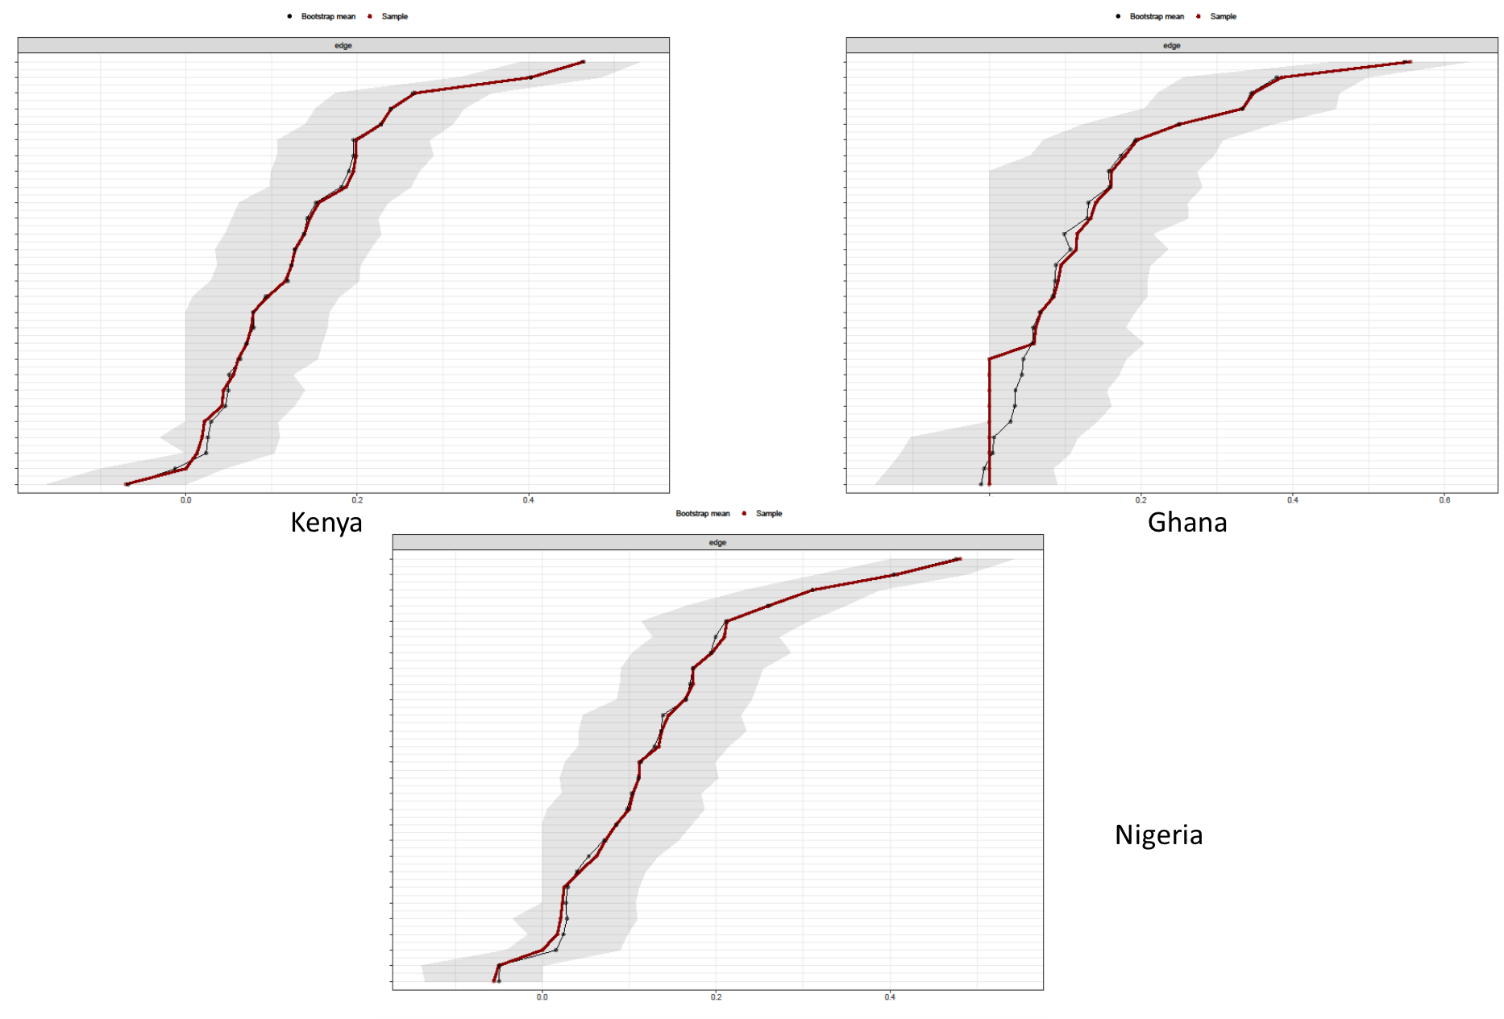 Bootstrap mean Sample
edge
0.0 0.2 0.4
Kenya
Bootstrap mean Sample
edge
0.2 0.4 0.6
Ghana
Bootstrap mean Sample
edge
0.0 0.2 0.4
Nigeria